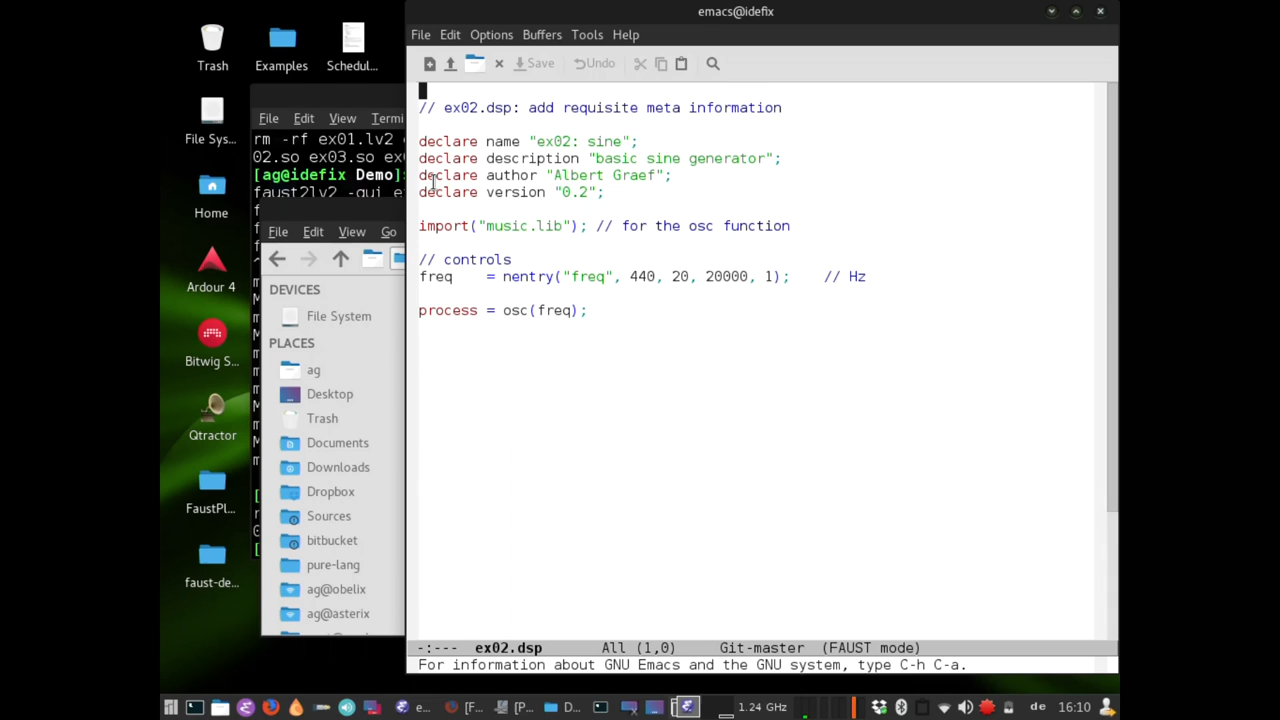 emacs@idefix
File Edit Options Buffers Tools Help
Save Undo
// ex02.dsp: add requisite meta information
declare name "ex02: sine";
declare description "basic sine generator";
declare author "Albert Graef";
declare version "0.2";
import("music.lib"); // for the osc function
// controls
freq    = nentry("freq", 440, 20, 20000, 1);    // Hz
process = osc(freq);
-:---  ex02.dsp       All (1,0)     Git-master  (FAUST mode)
For information about GNU Emacs and the GNU system, type C-h C-a.
Trash
Examples
Schedul...
File Sys...
Home
Ardour 4
Bitwig S...
Qtractor
FaustPl...
faust-de...
File Edit View Termi
rm -rf ex01.lv2
02.so ex03.so
[ag@idefix Demo]
faust2lv2 -gui
File Edit View Go
DEVICES
File System
PLACES
ag
Desktop
Trash
Documents
Downloads
Dropbox
Sources
bitbucket
pure-lang
ag@obelix
ag@asterix
e... [F... [P... D... 1.24 GHz de 16:10